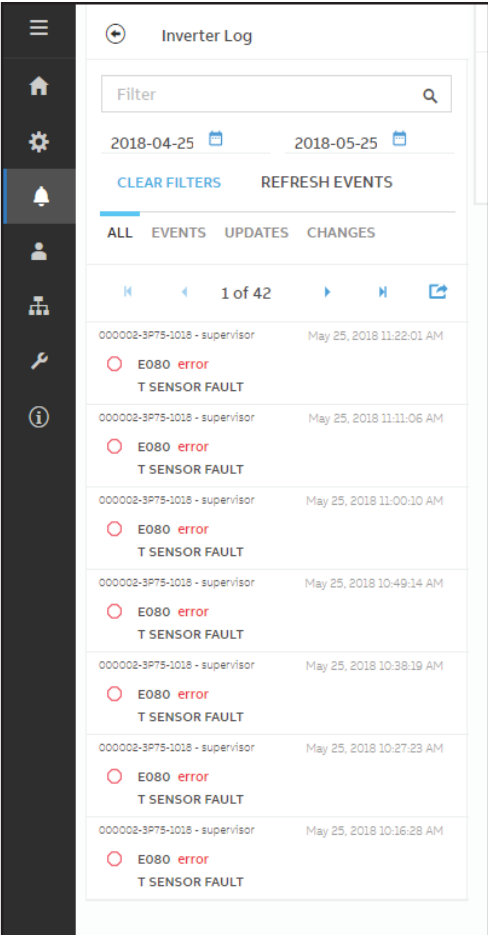 Inverter Log
Filter
2018-04-25 2018-05-25
CLEAR FILTERS REFRESH EVENTS
ALL EVENTS UPDATES CHANGES
1 of 42
000002-3P75-1018 - supervisor May 25, 2018 11:22:01 AM
E080 error
T SENSOR FAULT
000002-3P75-1018 - supervisor May 25, 2018 11:11:06 AM
E080 error
T SENSOR FAULT
000002-3P75-1018 - supervisor May 25, 2018 11:00:10 AM
E080 error
T SENSOR FAULT
000002-3P75-1018 - supervisor May 25, 2018 10:49:14 AM
E080 error
T SENSOR FAULT
000002-3P75-1018 - supervisor May 25, 2018 10:38:19 AM
E080 error
T SENSOR FAULT
000002-3P75-1018 - supervisor May 25, 2018 10:27:23 AM
E080 error
T SENSOR FAULT
000002-3P75-1018 - supervisor May 25, 2018 10:16:28 AM
E080 error
T SENSOR FAULT